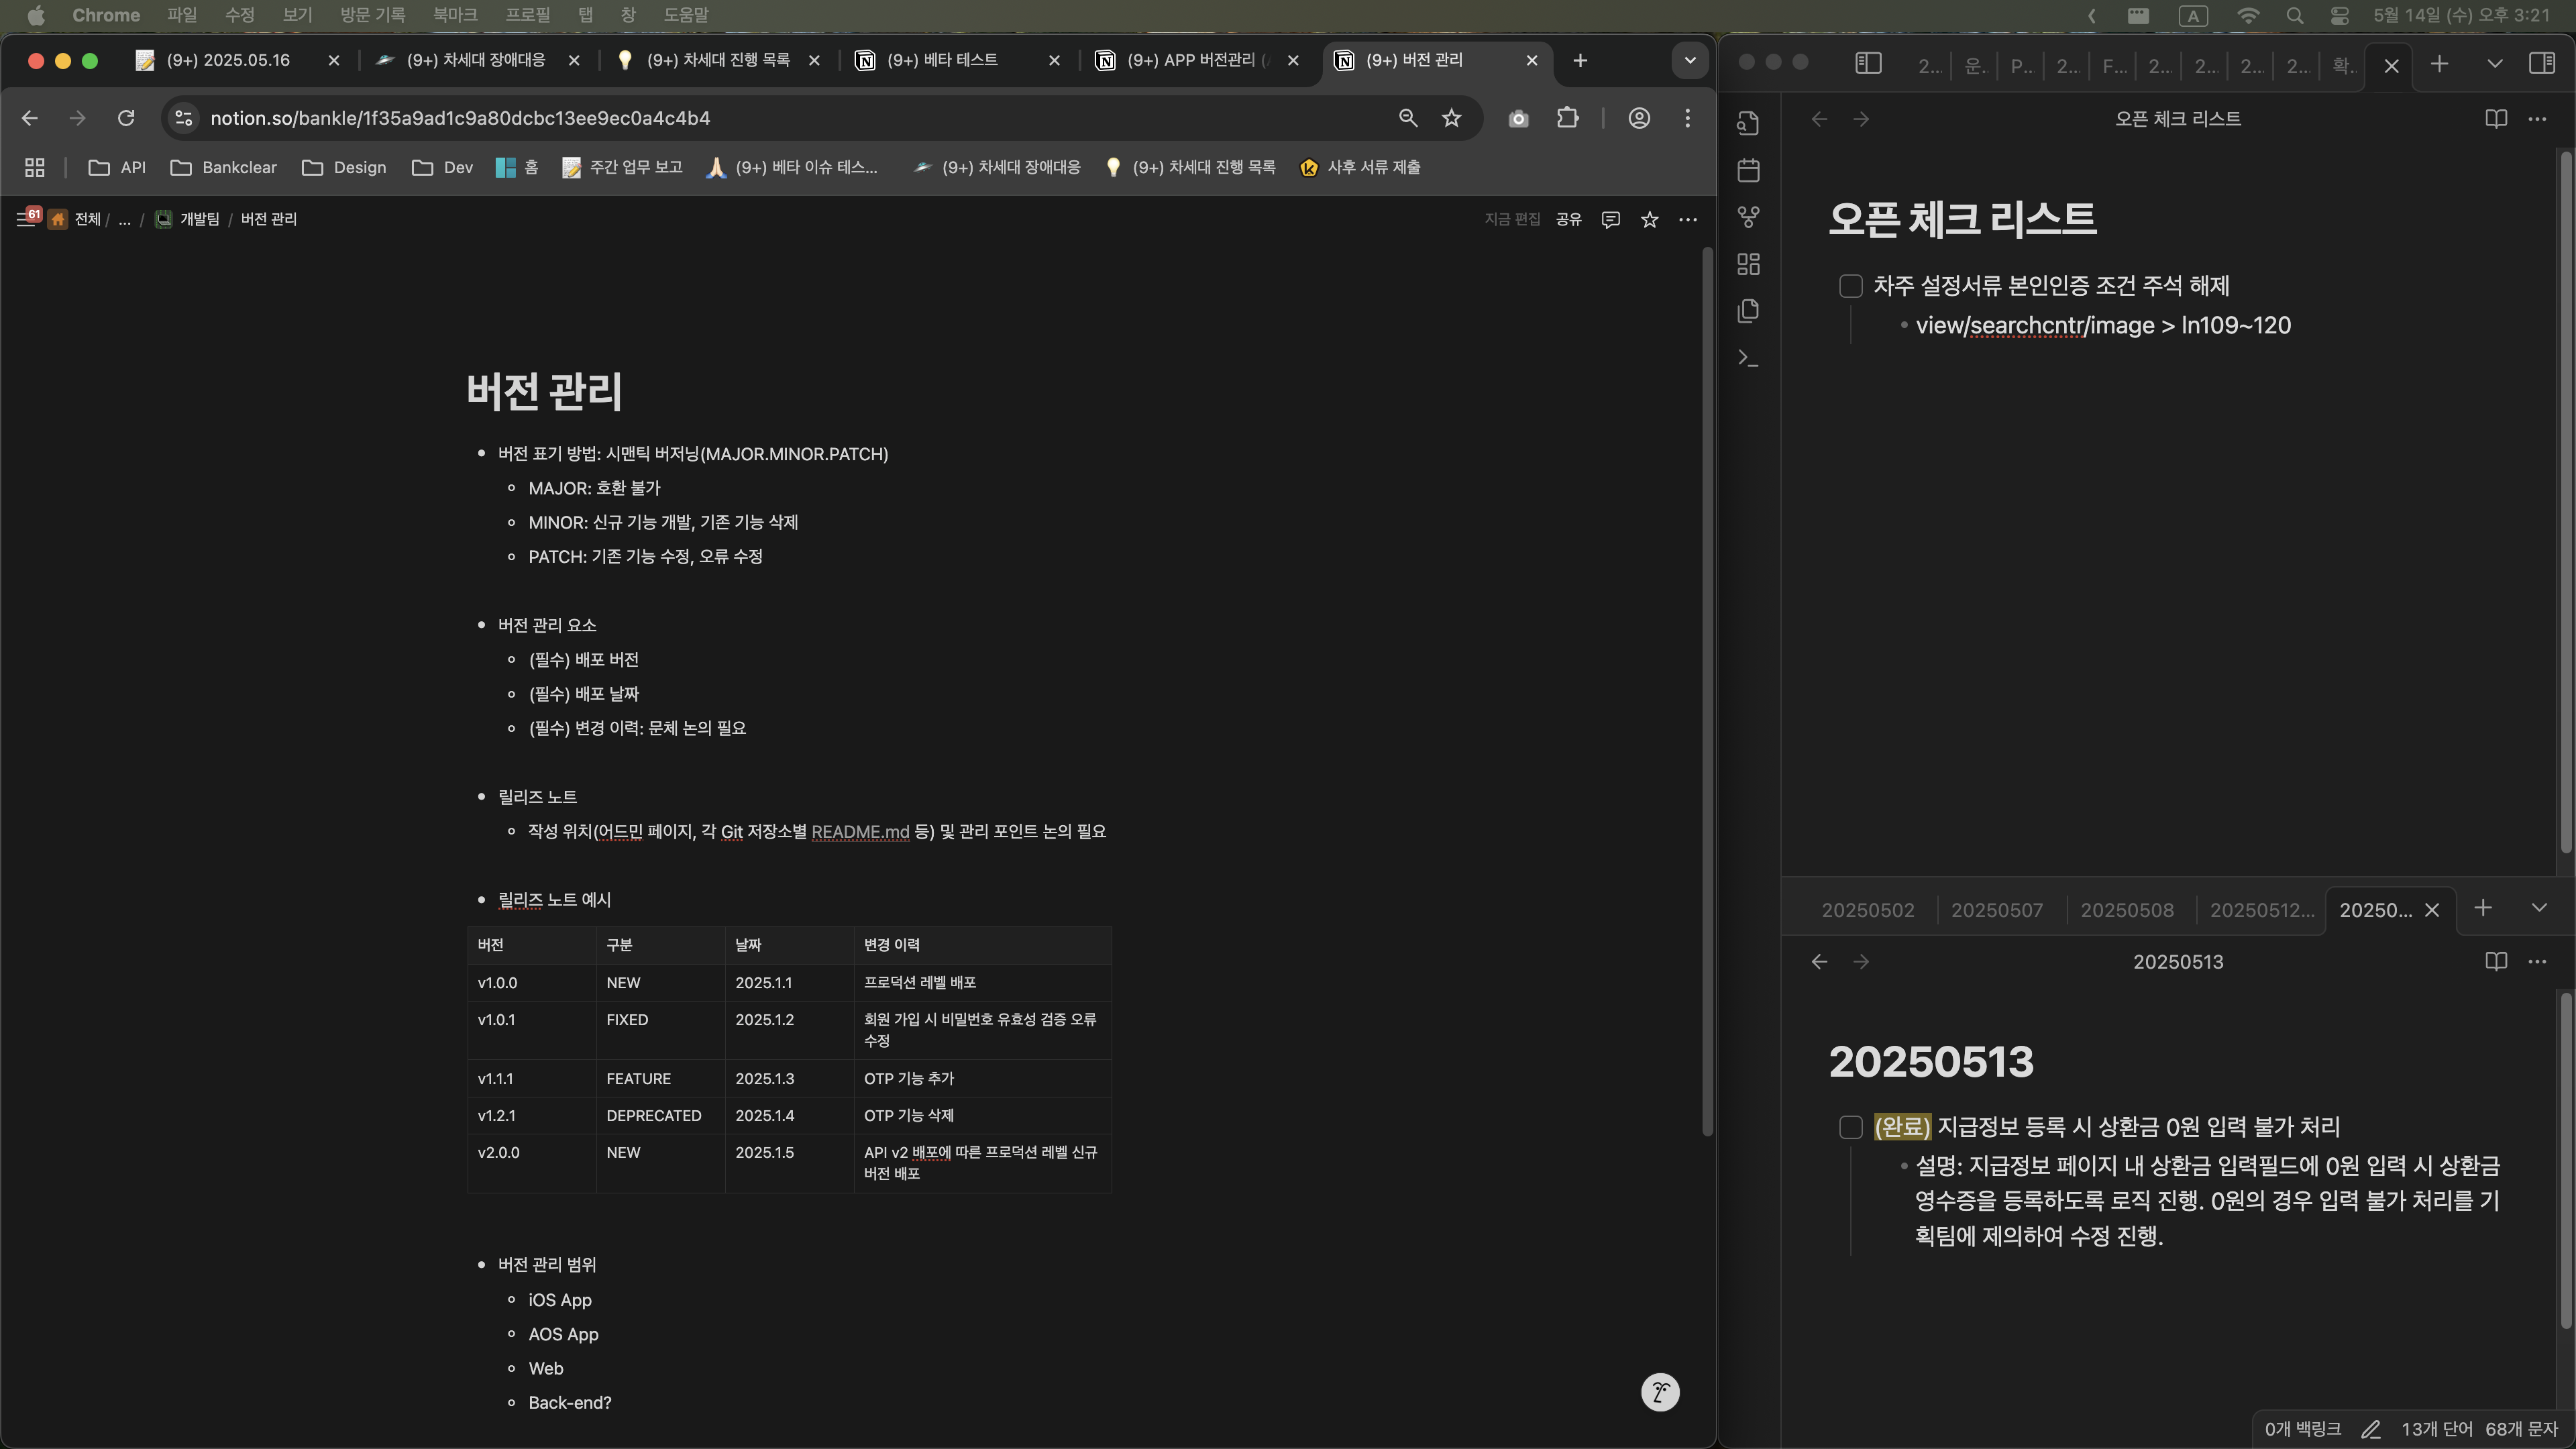 Chrome 파일 수정 보기 방문 기록 북마크 프로필 탭 창 도움말
A 5월 14일 (수) 오후 3:21
(9+) 2025.05.16
(9+) 차세대 장애대응
(9+) 차세대 진행 목록
(9+) 베타 테스트
(9+) APP 버전관리 (
(9+) 버전 관리
notion.so/bankle/1f35a9ad1c9a80dcbc13ee9ec0a4c4b4
API
Bankclear
Design
Dev
홈
주간 업무 보고
(9+) 베타 이슈 테스...
(9+) 차세대 장애대응
(9+) 차세대 진행 목록
사후 서류 제출
61 전체 / ... / 개발팀 / 버전 관리
지금 편집 공유
버전 관리
버전 표기 방법: 시맨틱 버저닝(MAJOR.MINOR.PATCH)
MAJOR: 호환 불가
MINOR: 신규 기능 개발, 기존 기능 삭제
PATCH: 기존 기능 수정, 오류 수정
버전 관리 요소
(필수) 배포 버전
(필수) 배포 날짜
(필수) 변경 이력: 문체 논의 필요
릴리즈 노트
작성 위치(어드민 페이지, 각 Git 저장소별 README.md 등) 및 관리 포인트 논의 필요
릴리즈 노트 예시
버전 구분 날짜 변경 이력
v1.0.0 NEW 2025.1.1 프로덕션 레벨 배포
v1.0.1 FIXED 2025.1.2 회원 가입 시 비밀번호 유효성 검증 오류
수정
v1.1.1 FEATURE 2025.1.3 OTP 기능 추가
v1.2.1 DEPRECATED 2025.1.4 OTP 기능 삭제
v2.0.0 NEW 2025.1.5 API v2 배포에 따른 프로덕션 레벨 신규
버전 배포
버전 관리 범위
iOS App
AOS App
Web
Back-end?
2... 운.. P... 2... F... 2... 2... 2... 2... 확..
오픈 체크 리스트
오픈 체크 리스트
차주 설정서류 본인인증 조건 주석 해제
view/searchcntr/image > ln109~120
20250502
20250507
20250508
20250512...
20250...
20250513
20250513
(완료) 지급정보 등록 시 상환금 0원 입력 불가 처리
설명: 지급정보 페이지 내 상환금 입력필드에 0원 입력 시 상환금
영수증을 등록하도록 로직 진행. 0원의 경우 입력 불가 처리를 기
획팀에 제의하여 수정 진행.
0개 백링크 13개 단어 68개 문자